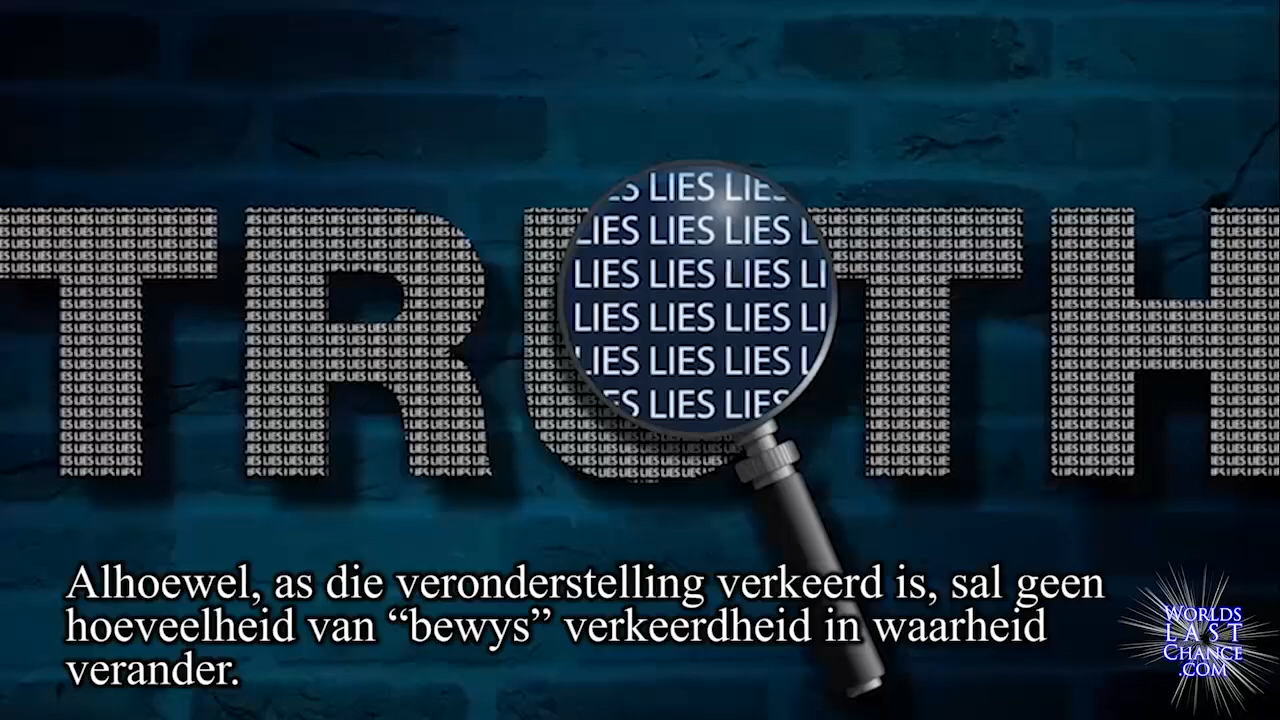 TRUTH
ES LIES LIES
LIES LIES LIES L
LIES LIES LIES LI
LIES LIES LIES LI
LIES LIES LIES L
ES LIES LIES
Alhoewel, as die veronderstelling verkeerd is, sal geen
hoeveelheid van “bewys” verkeerdheid in waarheid
verander.
WORLDS
LAST
CHANCE
.COM